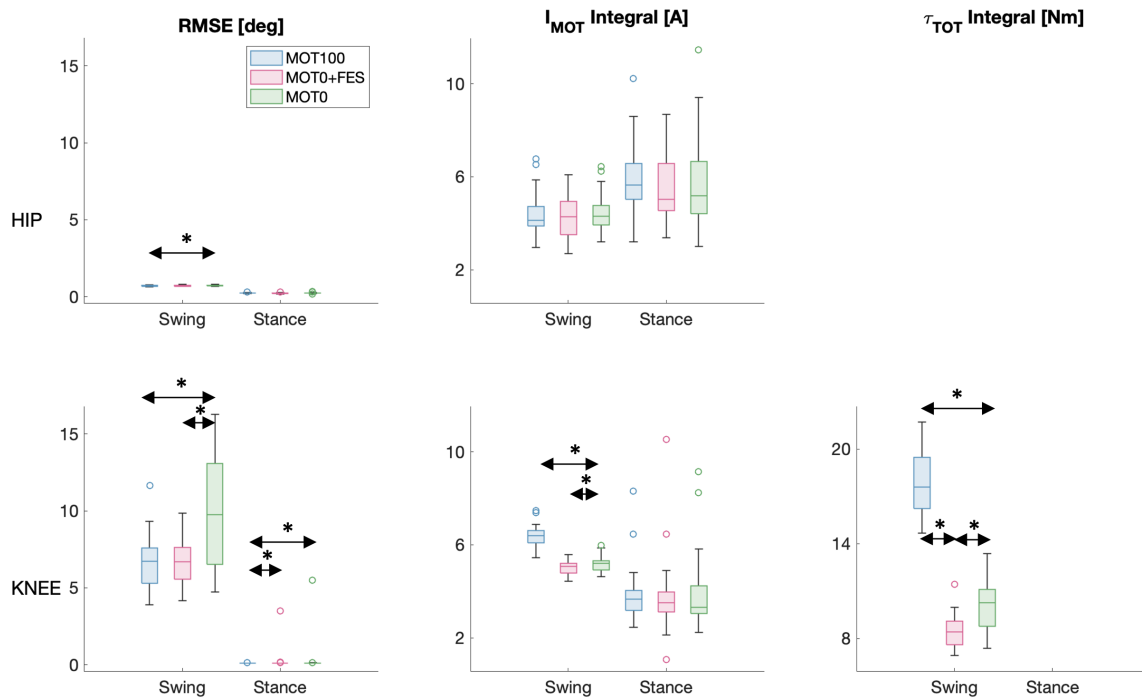 RMSE [deg]
I_MOT Integral [A]
τ_TOT Integral [Nm]
MOT100
MOT0+FES
MOT0
15
10
5
0
HIP
*
Swing Stance
10
6
2
Swing Stance
15
10
5
0
KNEE
*
*
*
*
Swing Stance
10
6
2
*
*
Swing Stance
20
14
8
*
* *
Swing Stance